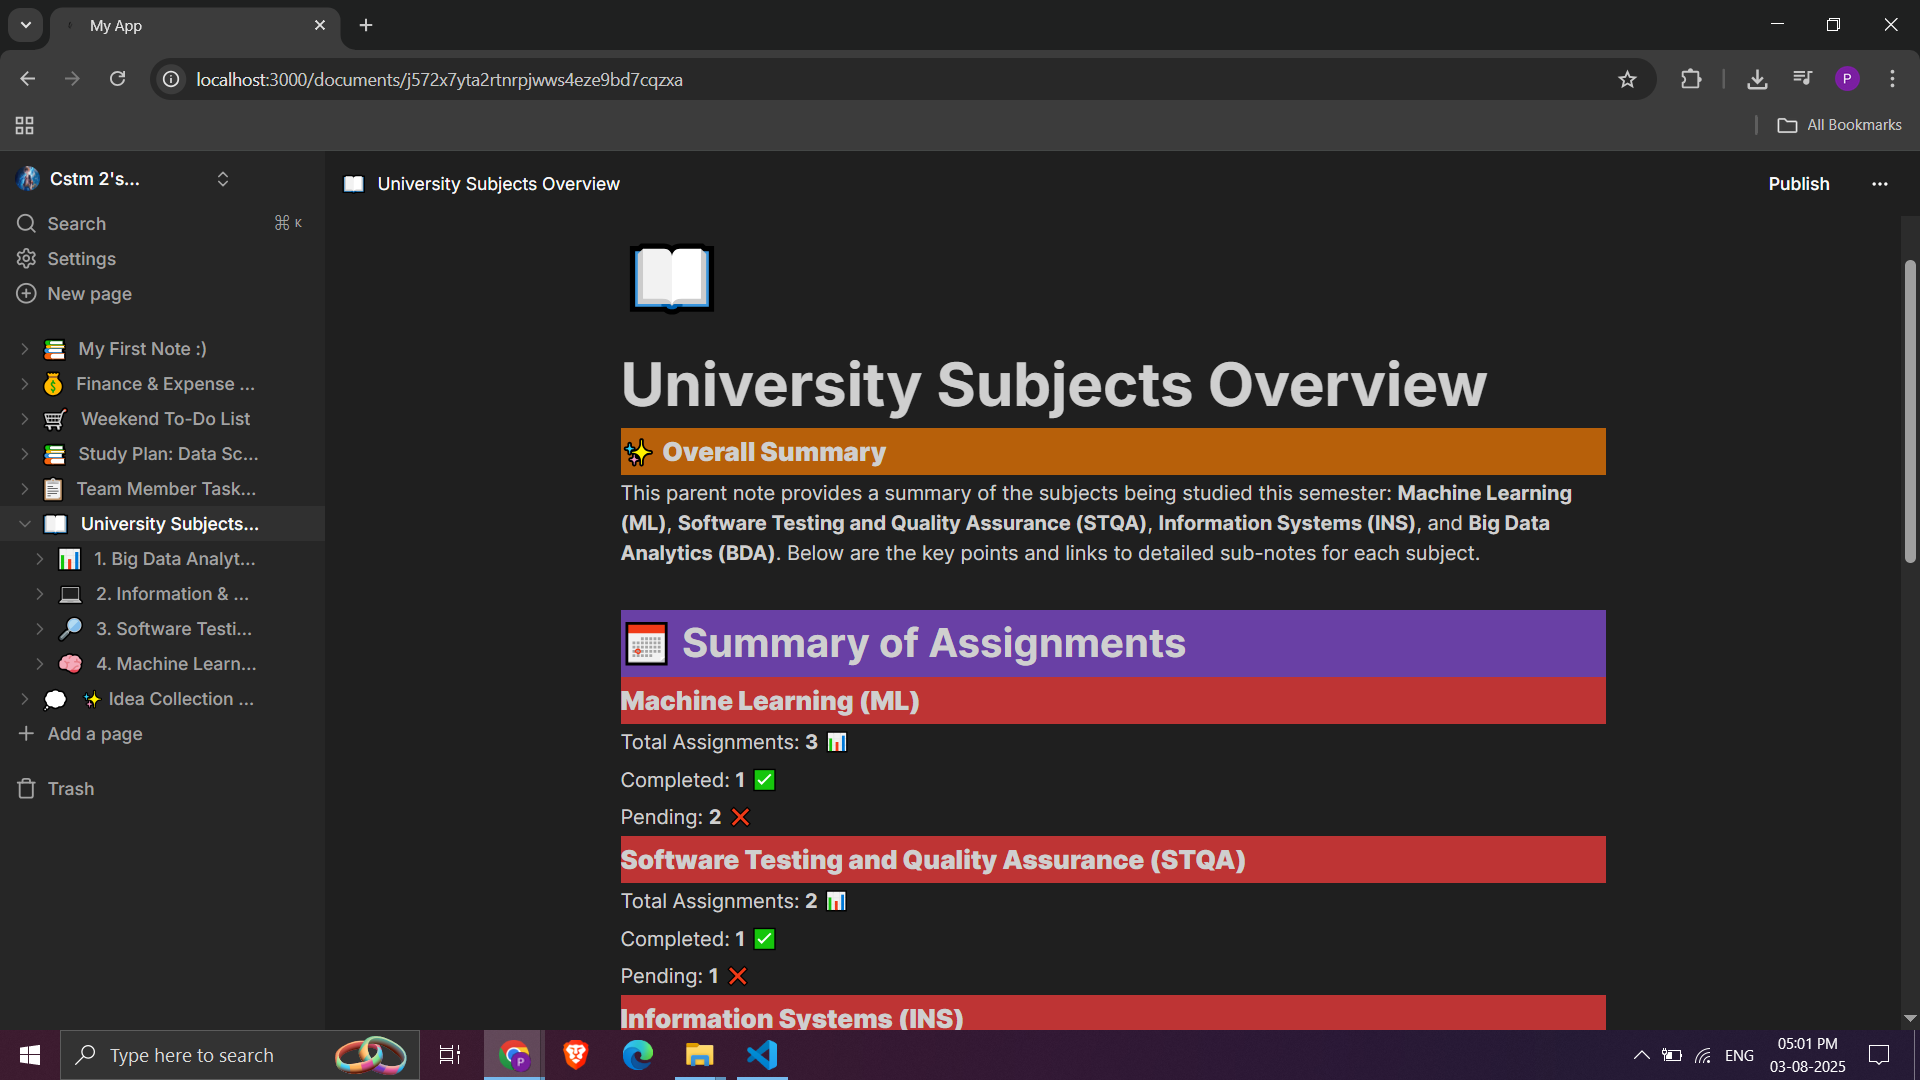 My App
localhost:3000/documents/j572x7yta2rtnrpjwws4eze9bd7cqzxa
P
All Bookmarks
Cstm 2's...
Search ⌘ K
Settings
New page
My First Note :)
Finance & Expense ...
Weekend To-Do List
Study Plan: Data Sc...
Team Member Task...
University Subjects...
1. Big Data Analyt...
2. Information & ...
3. Software Testi...
4. Machine Learn...
✨ Idea Collection ...
Add a page
Trash
University Subjects Overview
Publish
University Subjects Overview
✨ Overall Summary
This parent note provides a summary of the subjects being studied this semester: Machine Learning
(ML), Software Testing and Quality Assurance (STQA), Information Systems (INS), and Big Data
Analytics (BDA). Below are the key points and links to detailed sub-notes for each subject.
Summary of Assignments
Machine Learning (ML)
Total Assignments: 3 📊
Completed: 1 ✅
Pending: 2 ❌
Software Testing and Quality Assurance (STQA)
Total Assignments: 2 📊
Completed: 1 ✅
Pending: 1 ❌
Information Systems (INS)
Type here to search
P
ENG
05:01 PM
03-08-2025